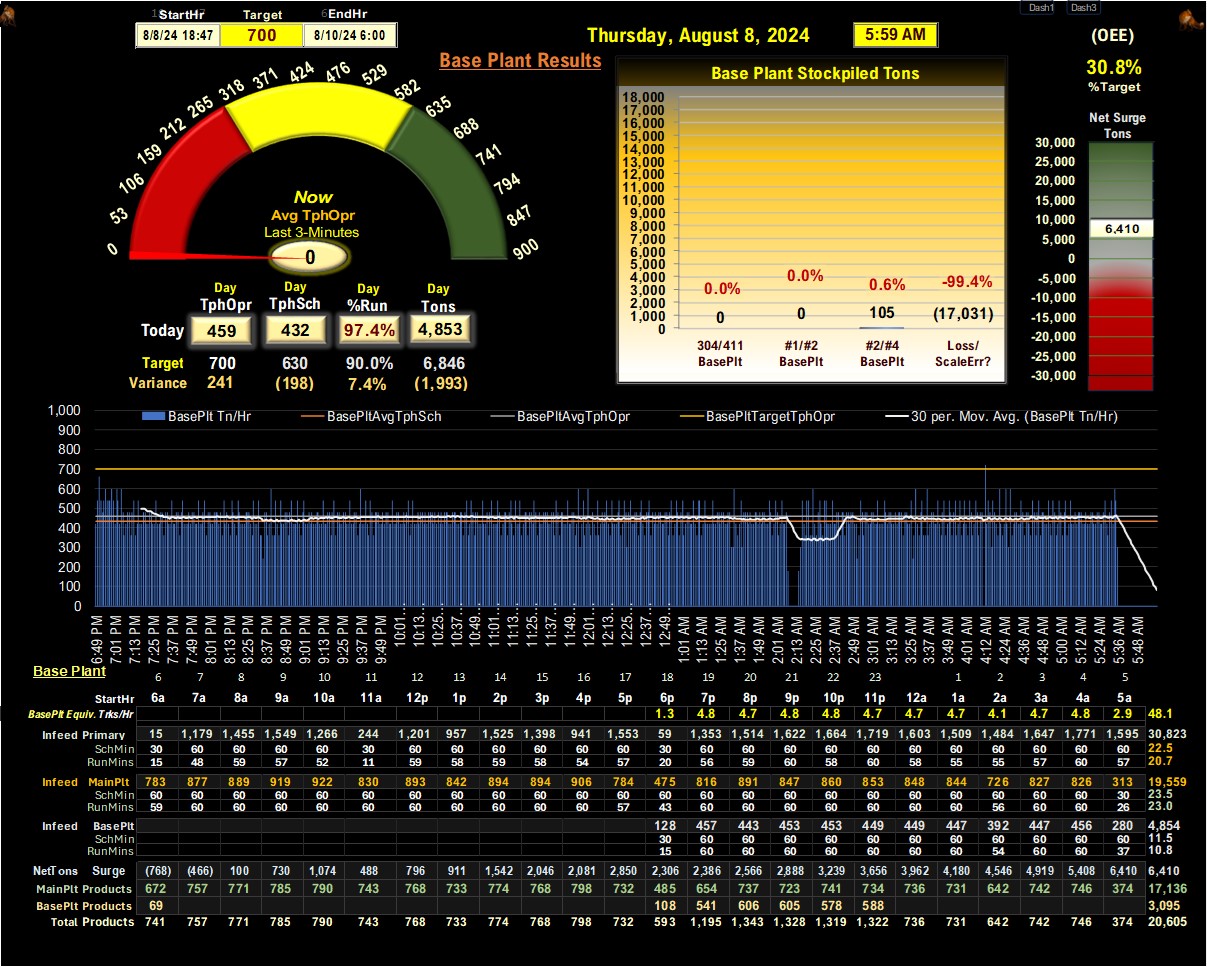 StartHr Target EndHr
8/8/24 18:47 700 8/10/24 6:00
Dash1 Dash3
Thursday, August 8, 2024 5:59 AM
(OEE)
30.8%
%Target
Base Plant Results
Base Plant Stockpiled Tons
Net Surge
Tons
0 53 106 159 212 265 318 371 424 476 529 582 635 688 741 794 847 900
Now
Avg TphOpr
Last 3-Minutes
0
18,000
17,000
16,000
15,000
14,000
13,000
12,000
11,000
10,000
9,000
8,000
7,000
6,000
5,000
4,000
3,000
2,000
1,000
0
0.0% 0.0% 0.6% -99.4%
0 0 105 (17,031)
304/411 #1/#2 #2/#4 Loss/
BasePlt BasePlt BasePlt ScaleErr?
30,000
25,000
20,000
15,000
10,000
5,000
0
-5,000
-10,000
-15,000
-20,000
-25,000
-30,000
6,410
Day Day Day Day
TphOpr TphSch %Run Tons
Today 459 432 97.4% 4,853
Target 700 630 90.0% 6,846
Variance 241 (198) 7.4% (1,993)
BasePlt Tn/Hr BasePltAvgTphSch BasePltAvgTphOpr BasePltTargetTphOpr 30 per. Mov. Avg. (BasePlt Tn/Hr)
1,000
900
800
700
600
500
400
300
200
100
0
6:49 PM 7:01 PM 7:13 PM 7:25 PM 7:37 PM 7:49 PM 8:01 PM 8:13 PM 8:25 PM 8:37 PM 8:49 PM 9:01 PM 9:13 PM 9:25 PM 9:37 PM 9:49 PM 10:01… 10:13… 10:25… 10:37… 10:49… 11:01… 11:13… 11:25… 11:37… 11:49… 12:01… 12:13… 12:25… 12:37… 12:49… 1:01 AM 1:13 AM 1:25 AM 1:37 AM 1:49 AM 2:01 AM 2:13 AM 2:25 AM 2:37 AM 2:49 AM 3:01 AM 3:13 AM 3:25 AM 3:37 AM 3:49 AM 4:01 AM 4:12 AM 4:24 AM 4:36 AM 4:48 AM 5:00 AM 5:12 AM 5:24 AM 5:36 AM 5:48 AM
Base Plant
6 7 8 9 10 11 12 13 14 15 16 17 18 19 20 21 22 23 1 2 3 4 5
StartHr 6a 7a 8a 9a 10a 11a 12p 1p 2p 3p 4p 5p 6p 7p 8p 9p 10p 11p 12a 1a 2a 3a 4a 5a
BasePlt Equiv. Trks/Hr 1.3 4.8 4.7 4.8 4.8 4.7 4.7 4.7 4.1 4.7 4.8 2.9 48.1
Infeed Primary 15 1,179 1,455 1,549 1,266 244 1,201 957 1,525 1,398 941 1,553 59 1,353 1,514 1,622 1,664 1,719 1,603 1,509 1,484 1,647 1,771 1,595 30,823
SchMin 30 60 60 60 60 30 60 60 60 60 60 60 30 60 60 60 60 60 60 60 60 60 60 60 22.5
RunMins 15 48 59 57 52 11 59 58 59 58 54 57 20 56 59 60 58 60 58 55 55 60 57 57 20.7
Infeed MainPlt 783 877 889 919 922 830 893 842 894 894 906 784 475 816 891 847 860 853 848 844 726 827 826 313 19,559
SchMin 60 60 60 60 60 60 60 60 60 60 60 60 60 60 60 60 60 60 60 60 60 60 60 30 23.5
RunMins 59 60 60 60 60 60 60 60 60 60 60 57 43 60 60 60 60 60 60 60 56 60 60 26 23.0
Infeed BasePlt 128 457 443 453 453 449 449 447 392 447 456 280 4,854
SchMin 30 60 60 60 60 60 60 60 60 60 60 60 11.5
RunMins 15 60 60 60 60 60 60 60 54 60 60 37 10.8
NetTons Surge (768) (466) 100 730 1,074 488 796 911 1,542 2,046 2,081 2,850 2,306 2,386 2,566 2,888 3,239 3,656 3,962 4,180 4,546 4,919 5,408 6,410 6,410
MainPlt Products 672 757 771 785 790 743 768 733 774 768 798 732 485 654 737 723 741 734 736 731 642 742 746 374 17,136
BasePlt Products 69 108 541 606 605 578 588 3,095
Total Products 741 757 771 785 790 743 768 733 774 768 798 732 593 1,195 1,343 1,328 1,319 1,322 736 731 642 742 746 374 20,605